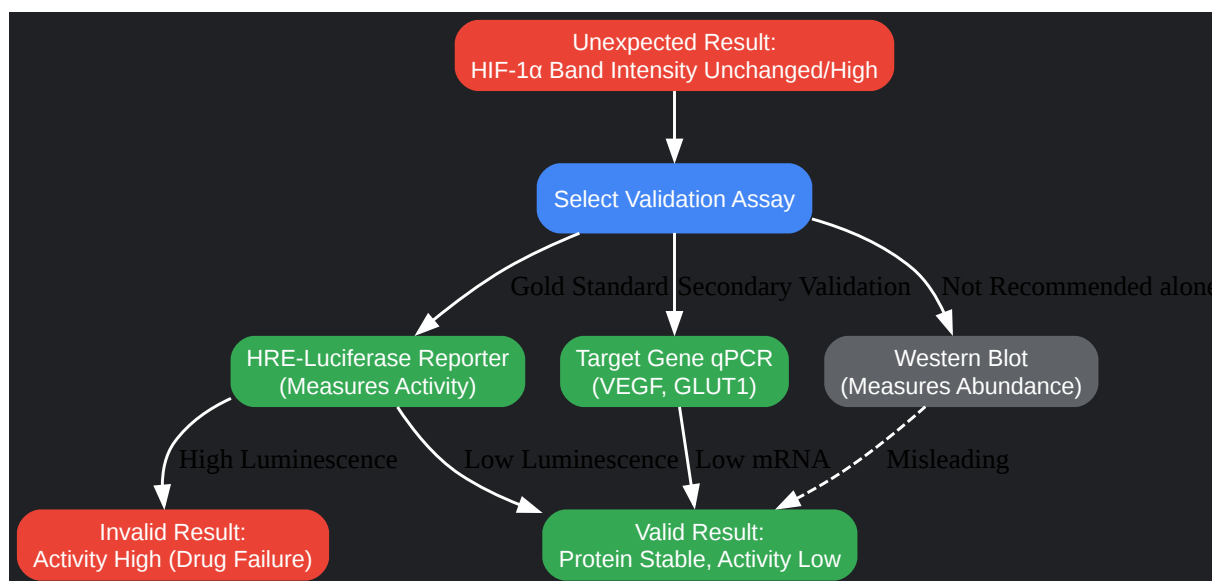 Unexpected Result:
HIF-1α Band Intensity Unchanged/High
Select Validation Assay
Gold Standard
Secondary Validation
Not Recommended alone
HRE-Luciferase Reporter
(Measures Activity)
Target Gene qPCR
(VEGF, GLUT1)
Western Blot
(Measures Abundance)
High Luminescence
Low Luminescence
Low mRNA
Misleading
Invalid Result:
Activity High (Drug Failure)
Valid Result:
Protein Stable, Activity Low